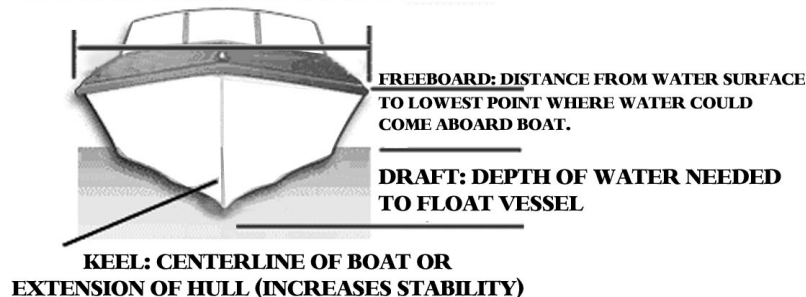 FREEBOARD: DISTANCE FROM WATER SURFACE
TO LOWEST POINT WHERE WATER COULD
COME ABOARD BOAT.
DRAFT: DEPTH OF WATER NEEDED
TO FLOAT VESSEL
KEEL: CENTERLINE OF BOAT OR
EXTENSION OF HULL (INCREASES STABILITY)